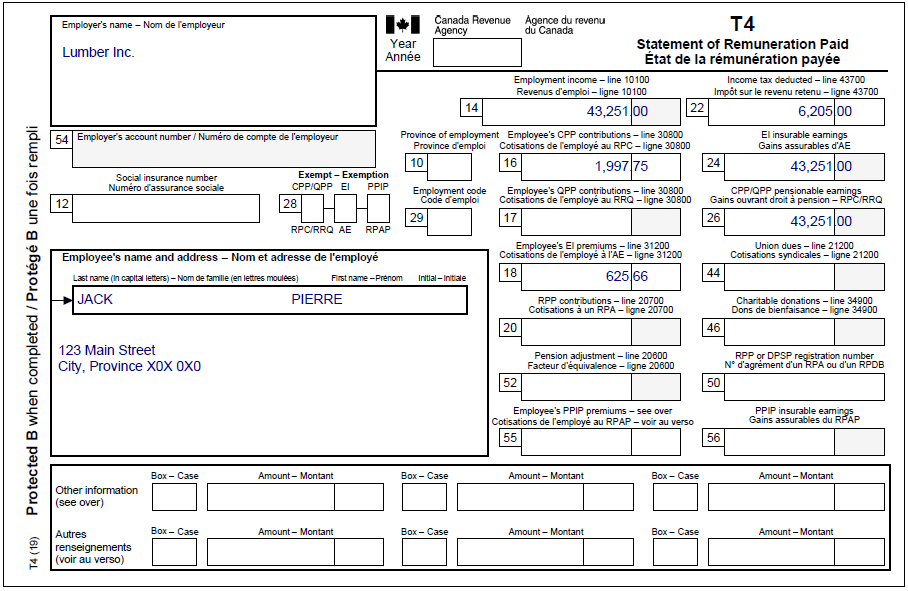 Employer's name – Nom de l'employeur
Lumber Inc.
Canada Revenue Agency
Agence du revenu du Canada
Year
Année
T4
Statement of Remuneration Paid
État de la rémunération payée
Employment income – line 10100
Revenus d'emploi – ligne 10100
14 43,251.00
Income tax deducted – line 43700
Impôt sur le revenu retenu – ligne 43700
22 6,205.00
54 Employer's account number / Numéro de compte de l'employeur
Province of employment
Province d'emploi
10
Employee's CPP contributions – line 30800
Cotisations de l'employé au RPC – ligne 30800
16 1,997.75
EI insurable earnings
Gains assurables d'AE
24 43,251.00
Social insurance number
Numéro d'assurance sociale
12
Exempt – Exemption
CPP/QPP EI PPIP
28
RPC/RRQ AE RPAP
Employment code
Code d'emploi
29
Employee's QPP contributions – line 30800
Cotisations de l'employé au RRQ – ligne 30800
17
CPP/QPP pensionable earnings
Gains ouvrant droit à pension – RPC/RRQ
26 43,251.00
Employee's name and address – Nom et adresse de l'employé
Last name (in capital letters) – Nom de famille (en lettres moulées) First name – Prénom Initial – Initiale
JACK PIERRE
123 Main Street
City, Province X0X 0X0
Employee's EI premiums – line 31200
Cotisations de l'employé à l'AE – ligne 31200
18 625.66
Union dues – line 21200
Cotisations syndicales – ligne 21200
44
RPP contributions – line 20700
Cotisations à un RPA – ligne 20700
20
Charitable donations – line 34900
Dons de bienfaisance – ligne 34900
46
Pension adjustment – line 20600
Facteur d'équivalence – ligne 20600
52
RPP or DPSP registration number
N° d'agrément d'un RPA ou d'un RPDB
50
Employee's PPIP premiums – see over
Cotisations de l'employé au RPAP – voir au verso
55
PPIP insurable earnings
Gains assurables du RPAP
56
Box – Case Amount – Montant Box – Case Amount – Montant Box – Case Amount – Montant
Other information
(see over)
Box – Case Amount – Montant Box – Case Amount – Montant Box – Case Amount – Montant
Autres
renseignements
(voir au verso)
Protected B when completed / Protégé B une fois rempli
T4 (19)